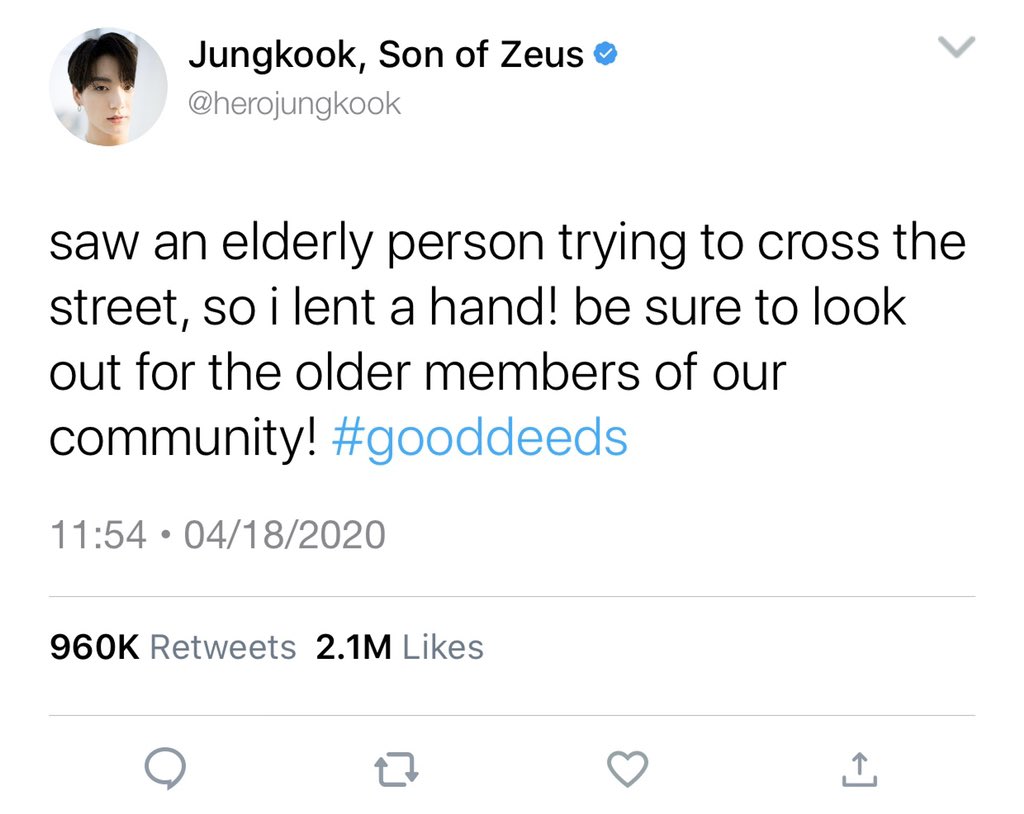 Jungkook, Son of Zeus
@herojungkook
saw an elderly person trying to cross the
street, so i lent a hand! be sure to look
out for the older members of our
community! #gooddeeds
11:54 • 04/18/2020
960K Retweets 2.1M Likes